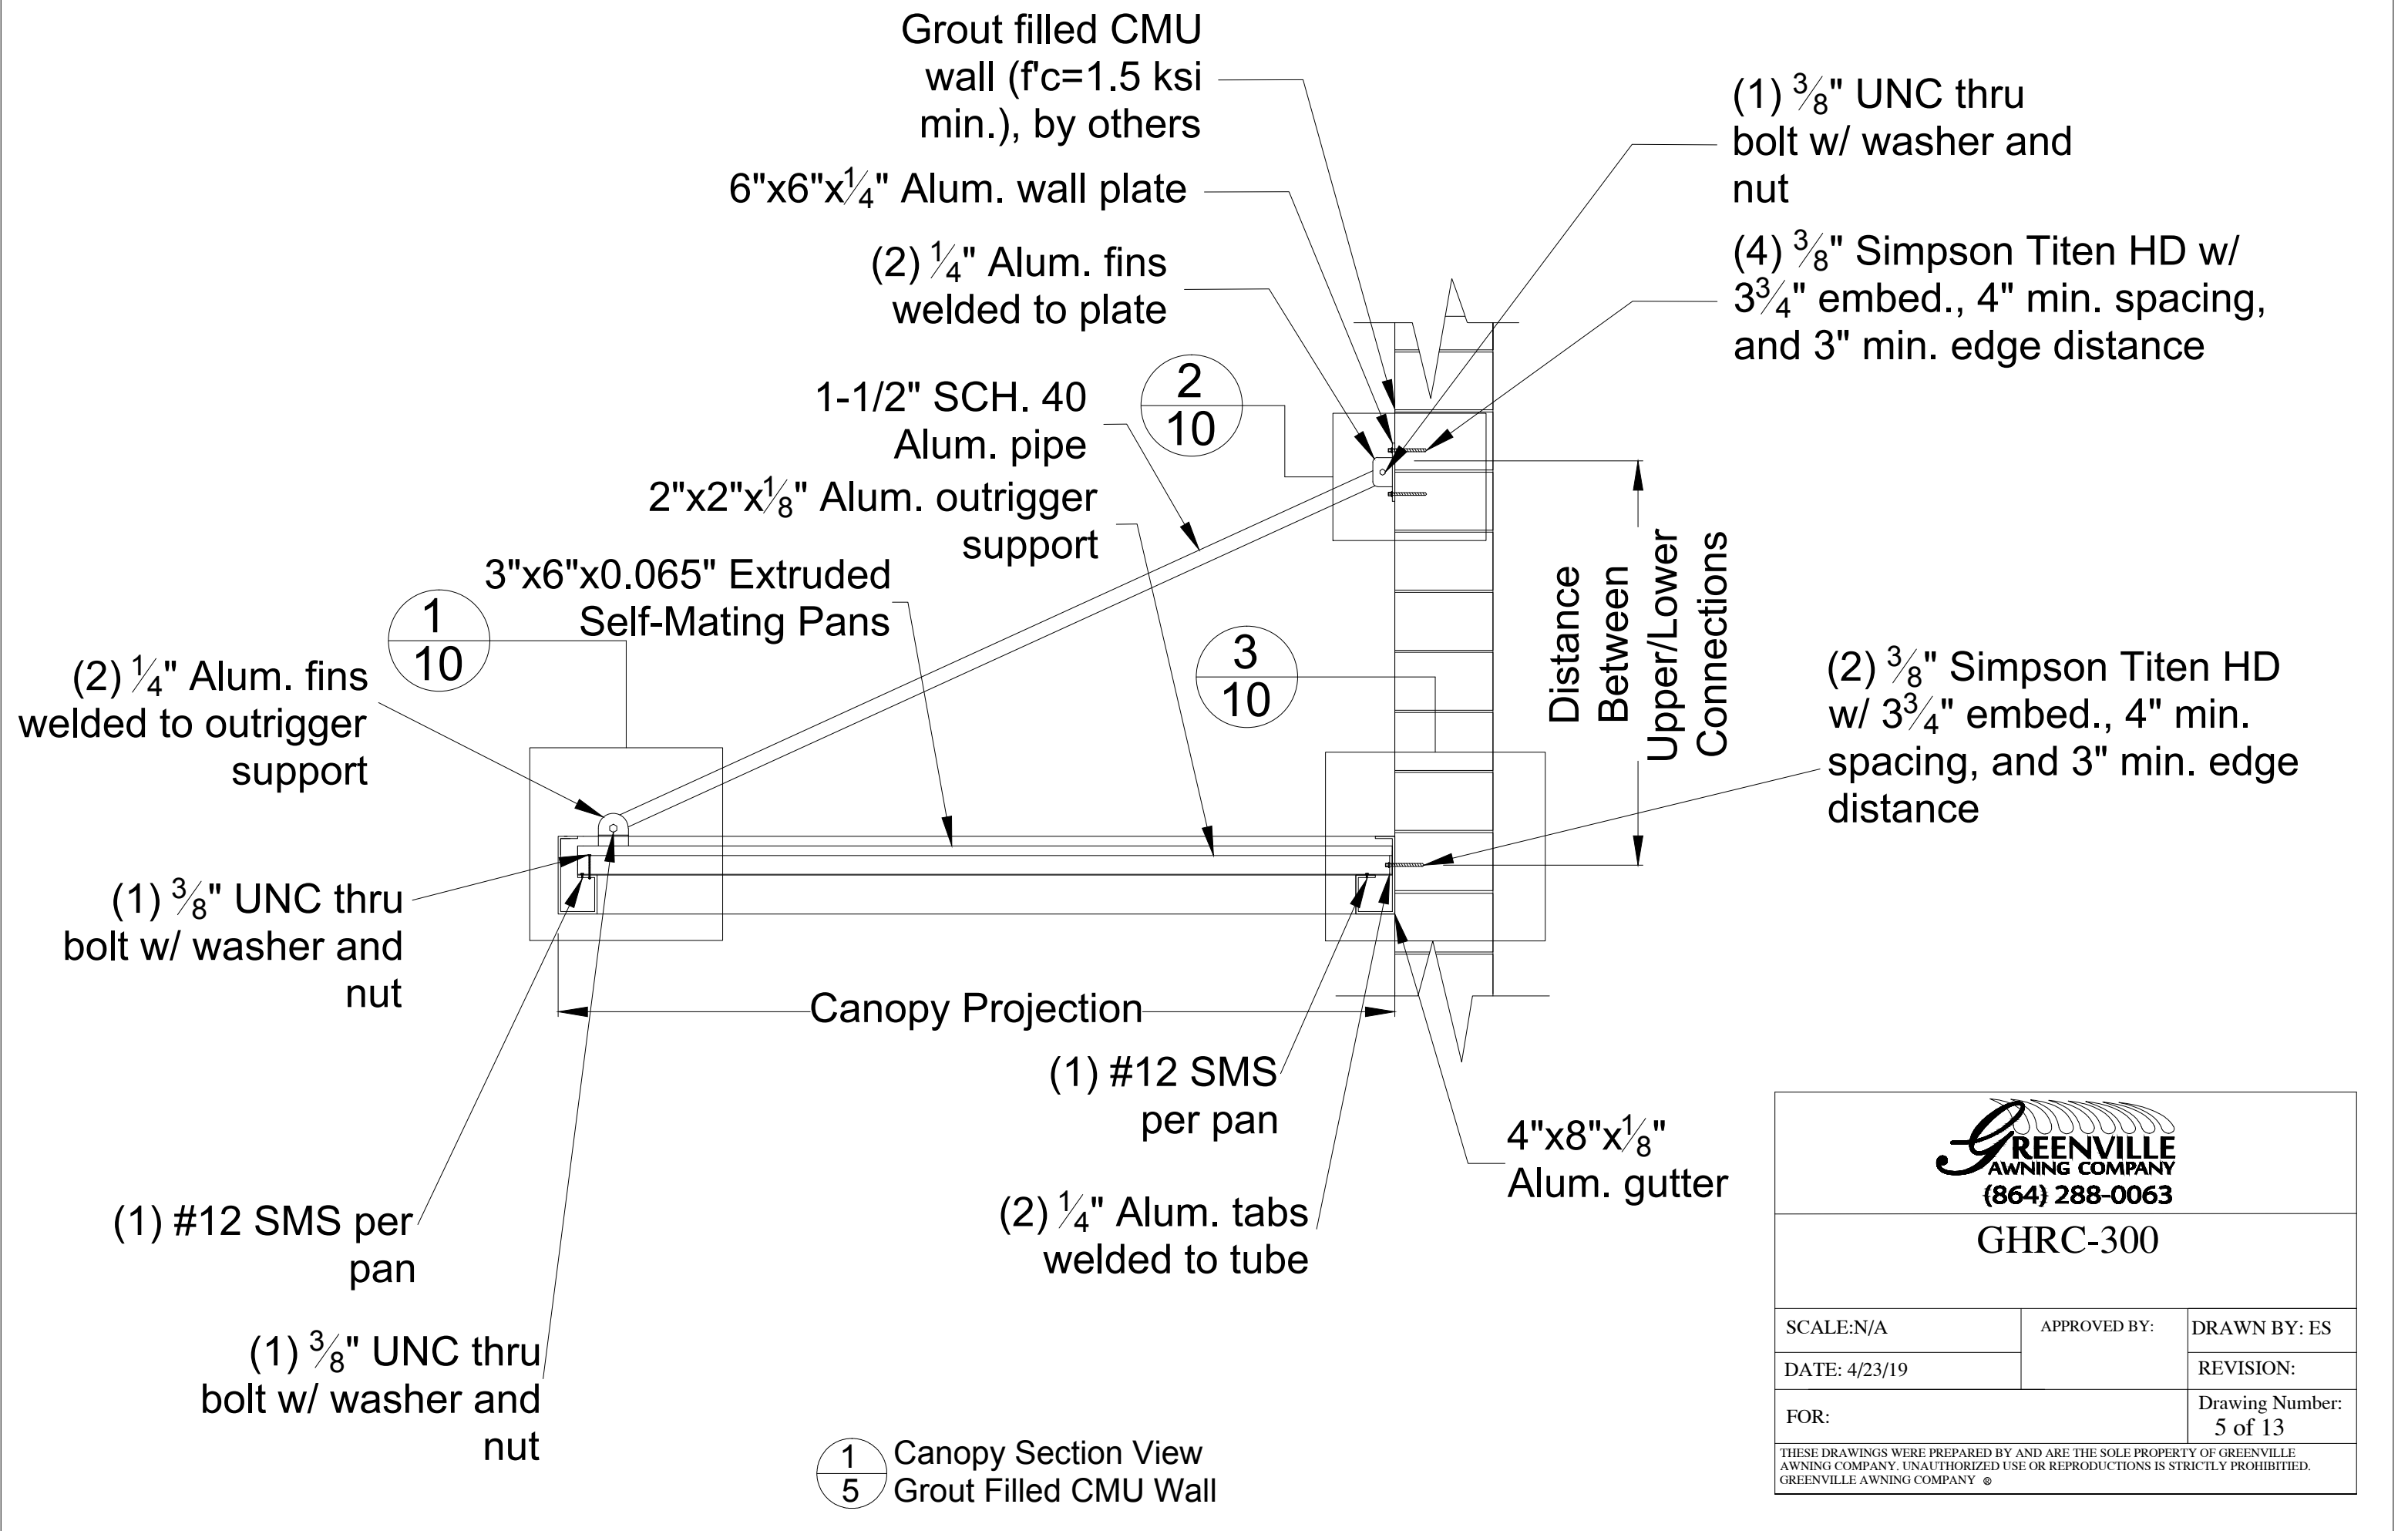 Grout filled CMU
wall (f'c=1.5 ksi
min.), by others
6"x6"x1⁄4" Alum. wall plate
(2) 1⁄4" Alum. fins
welded to plate
1-1/2" SCH. 40
Alum. pipe
2"x2"x1⁄8" Alum. outrigger
support
3"x6"x0.065" Extruded
Self-Mating Pans
(2) 1⁄4" Alum. fins
welded to outrigger
support
(1) 3⁄8" UNC thru
bolt w/ washer and
nut
(1) #12 SMS per
pan
(1) 3⁄8" UNC thru
bolt w/ washer and
nut
1
10
2
10
3
10
(1) 3⁄8" UNC thru
bolt w/ washer and
nut
(4) 3⁄8" Simpson Titen HD w/
3 3⁄4" embed., 4" min. spacing,
and 3" min. edge distance
Distance
Between
Upper/Lower
Connections
(2) 3⁄8" Simpson Titen HD
w/ 3 3⁄4" embed., 4" min.
spacing, and 3" min. edge
distance
Canopy Projection
(1) #12 SMS
per pan
(2) 1⁄4" Alum. tabs
welded to tube
4"x8"x1⁄8"
Alum. gutter
1
5
Canopy Section View
Grout Filled CMU Wall
GREENVILLE
AWNING COMPANY
(864) 288-0063
GHRC-300
SCALE:N/A
APPROVED BY:
DRAWN BY: ES
DATE: 4/23/19
REVISION:
FOR:
Drawing Number:
5 of 13
THESE DRAWINGS WERE PREPARED BY AND ARE THE SOLE PROPERTY OF GREENVILLE
AWNING COMPANY. UNAUTHORIZED USE OR REPRODUCTIONS IS STRICTLY PROHIBITIED.
GREENVILLE AWNING COMPANY ®